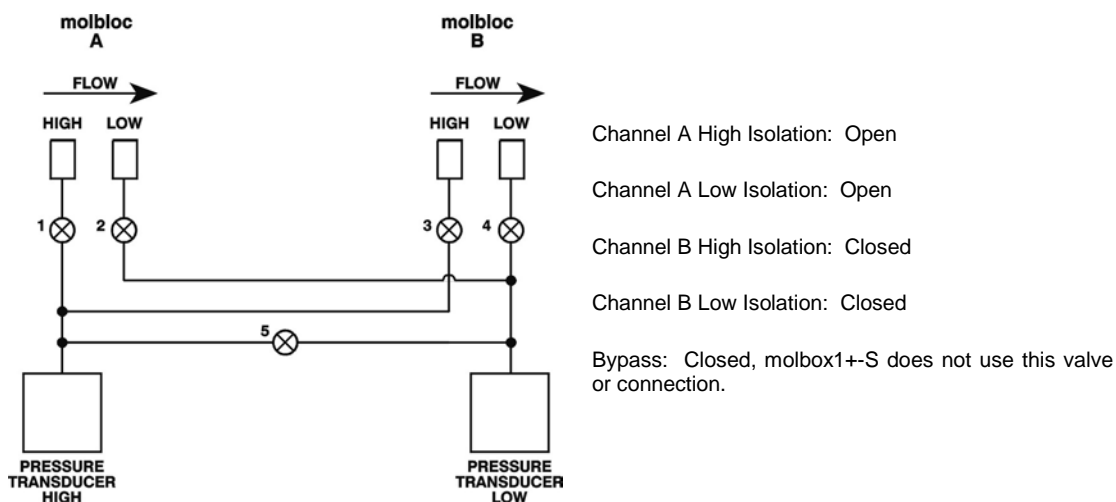 molbloc
A
molbloc
B
FLOW
FLOW
HIGH LOW
HIGH LOW
1 2 3 4
5
PRESSURE
TRANSDUCER
HIGH
PRESSURE
TRANSDUCER
LOW
Channel A High Isolation: Open
Channel A Low Isolation: Open
Channel B High Isolation: Closed
Channel B Low Isolation: Closed
Bypass: Closed, molbox1+-S does not use this valve
or connection.